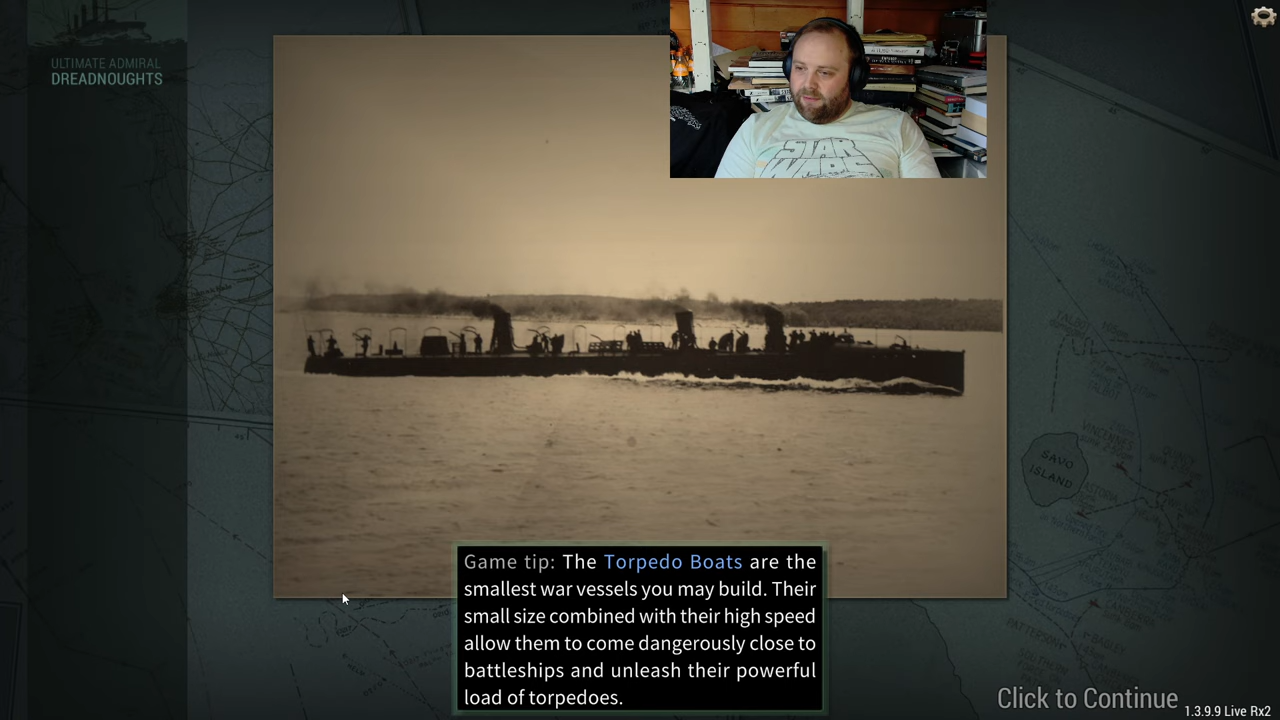 ULTIMATE ADMIRAL
DREADNOUGHTS
STAR
WARS
SAVO
ISLAND
Game tip: The Torpedo Boats are the
smallest war vessels you may build. Their
small size combined with their high speed
allow them to come dangerously close to
battleships and unleash their powerful
load of torpedoes.
Click to Continue
1.3.9.9 Live Rx2